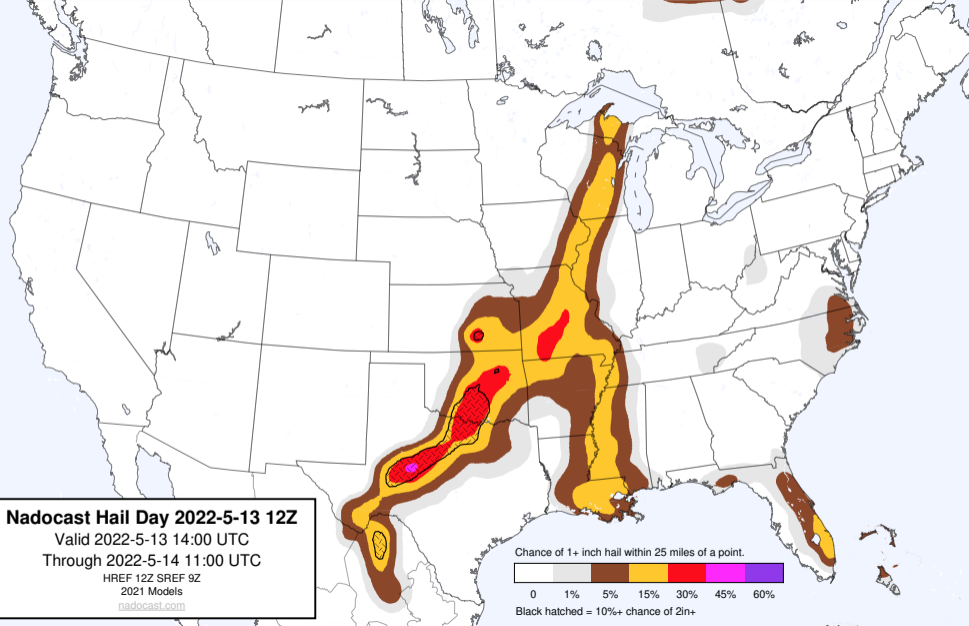 Nadocast Hail Day 2022-5-13 12Z
Valid 2022-5-13 14:00 UTC
Through 2022-5-14 11:00 UTC
HREF 12Z SREF 9Z
2021 Models
nadocast.com
Chance of 1+ inch hail within 25 miles of a point.
0 1% 5% 15% 30% 45% 60%
Black hatched = 10%+ chance of 2in+